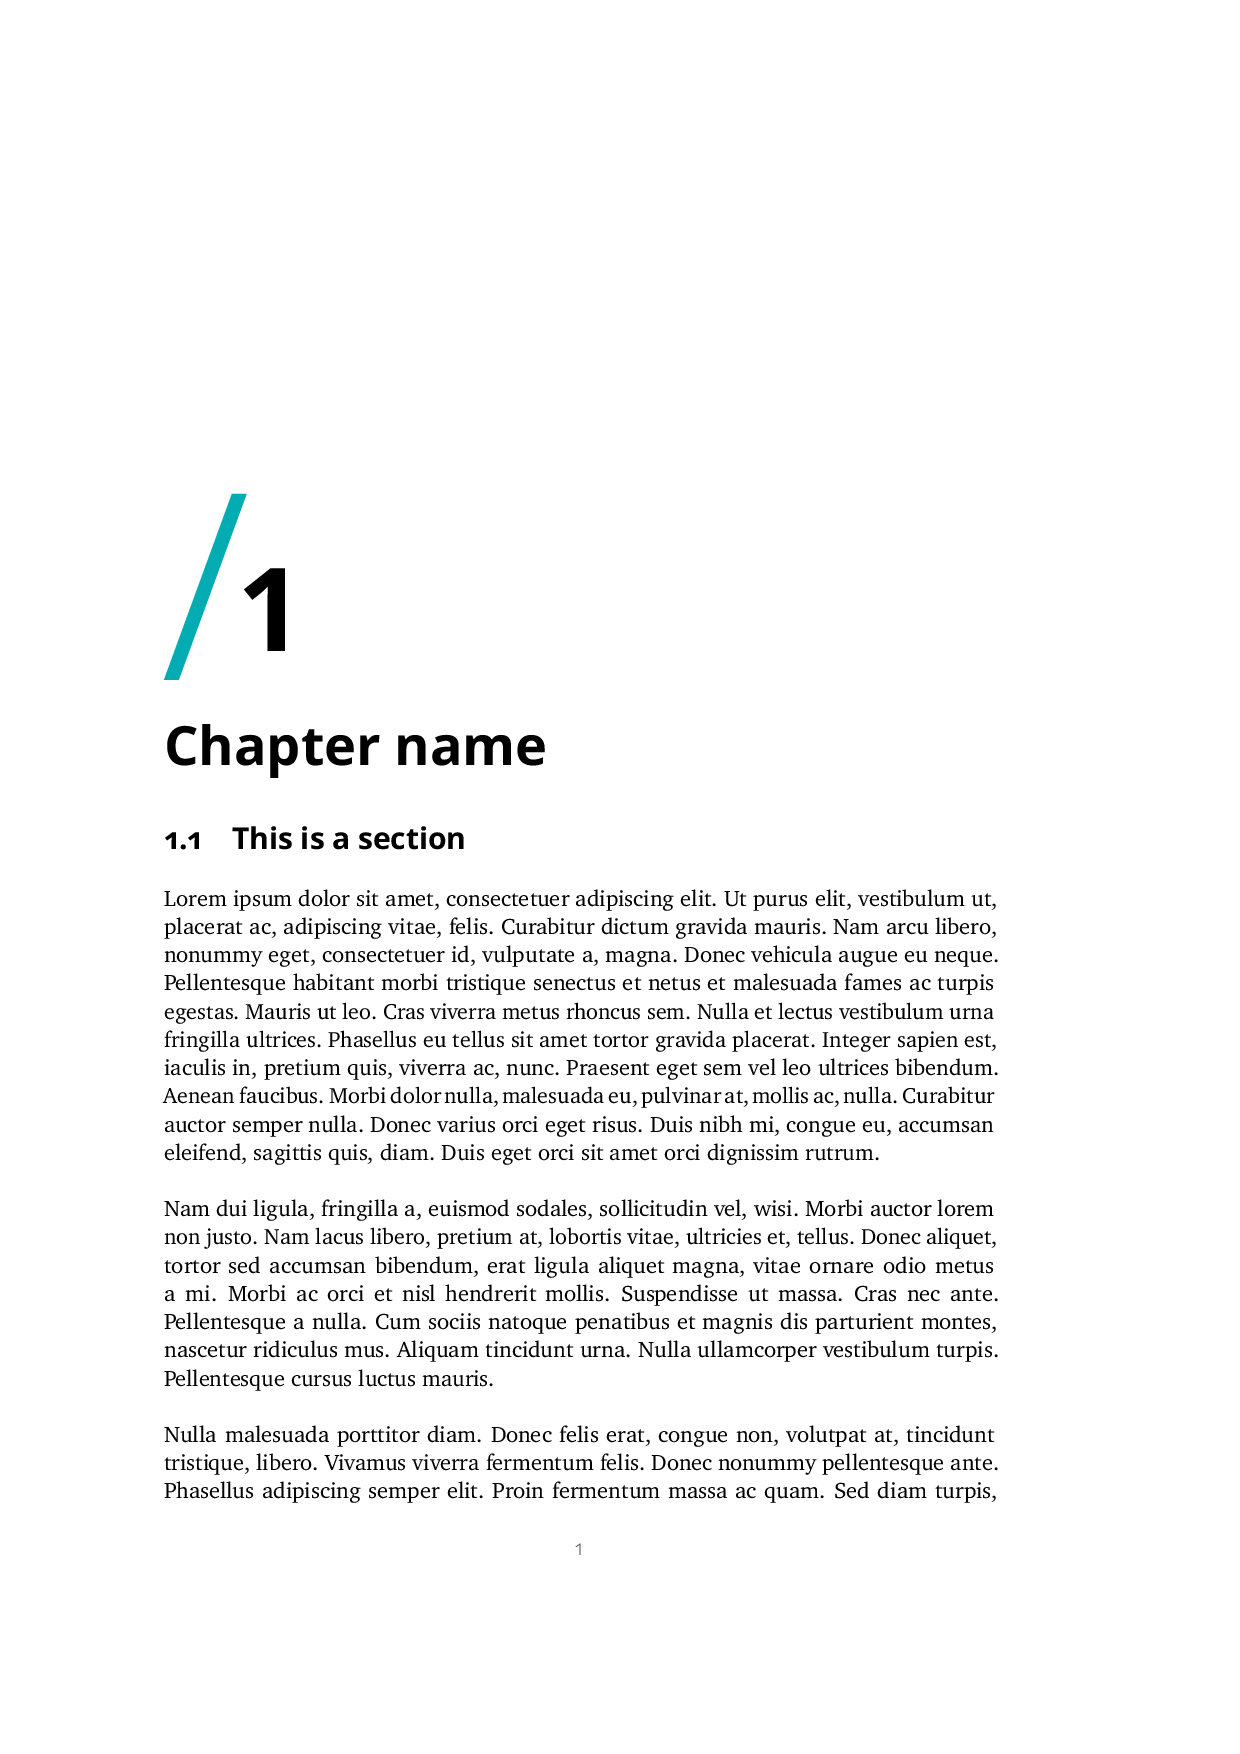 /1
Chapter name
1.1 This is a section
Lorem ipsum dolor sit amet, consectetuer adipiscing elit. Ut purus elit, vestibulum ut,
placerat ac, adipiscing vitae, felis. Curabitur dictum gravida mauris. Nam arcu libero,
nonummy eget, consectetuer id, vulputate a, magna. Donec vehicula augue eu neque.
Pellentesque habitant morbi tristique senectus et netus et malesuada fames ac turpis
egestas. Mauris ut leo. Cras viverra metus rhoncus sem. Nulla et lectus vestibulum urna
fringilla ultrices. Phasellus eu tellus sit amet tortor gravida placerat. Integer sapien est,
iaculis in, pretium quis, viverra ac, nunc. Praesent eget sem vel leo ultrices bibendum.
Aenean faucibus. Morbi dolor nulla, malesuada eu, pulvinar at, mollis ac, nulla. Curabitur
auctor semper nulla. Donec varius orci eget risus. Duis nibh mi, congue eu, accumsan
eleifend, sagittis quis, diam. Duis eget orci sit amet orci dignissim rutrum.
Nam dui ligula, fringilla a, euismod sodales, sollicitudin vel, wisi. Morbi auctor lorem
non justo. Nam lacus libero, pretium at, lobortis vitae, ultricies et, tellus. Donec aliquet,
tortor sed accumsan bibendum, erat ligula aliquet magna, vitae ornare odio metus
a mi. Morbi ac orci et nisl hendrerit mollis. Suspendisse ut massa. Cras nec ante.
Pellentesque a nulla. Cum sociis natoque penatibus et magnis dis parturient montes,
nascetur ridiculus mus. Aliquam tincidunt urna. Nulla ullamcorper vestibulum turpis.
Pellentesque cursus luctus mauris.
Nulla malesuada porttitor diam. Donec felis erat, congue non, volutpat at, tincidunt
tristique, libero. Vivamus viverra fermentum felis. Donec nonummy pellentesque ante.
Phasellus adipiscing semper elit. Proin fermentum massa ac quam. Sed diam turpis,
1